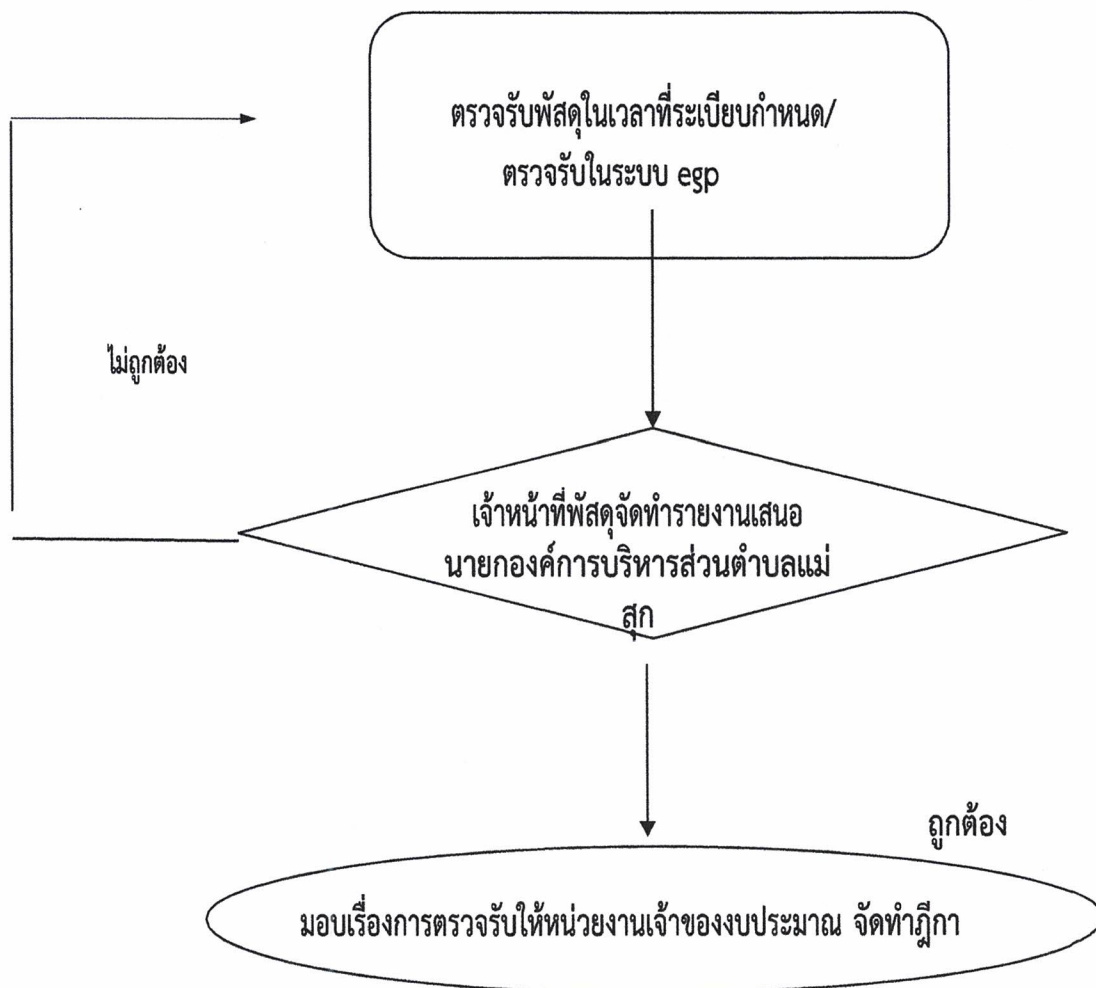 ตรวจรับพัสดุในเวลาที่ระเบียบกำหนด/
ตรวจรับในระบบ egp
ไม่ถูกต้อง
เจ้าหน้าที่พัสดุจัดทำรายงานเสนอ
นายกองค์การบริหารส่วนตำบลแม่
สุก
ถูกต้อง
มอบเรื่องการตรวจรับให้หน่วยงานเจ้าของงบประมาณ จัดทำฎีกา